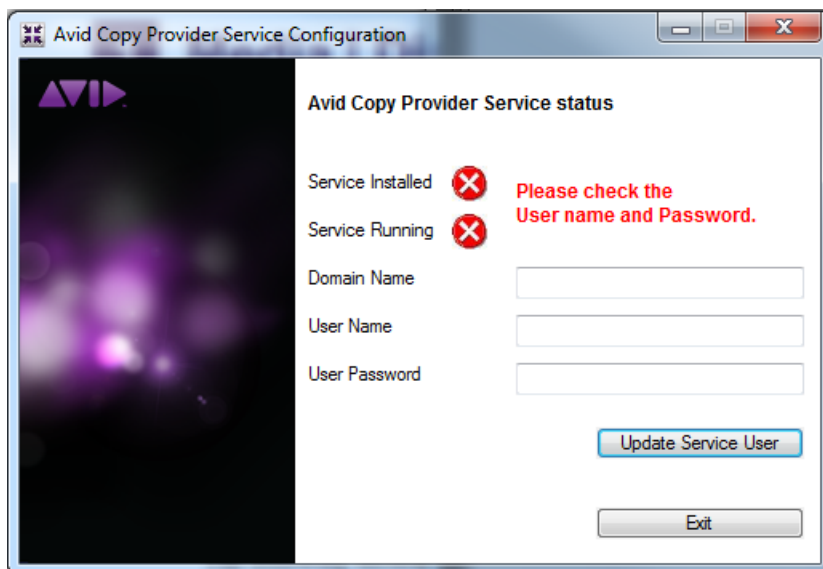 Avid Copy Provider Service Configuration
AVID
Avid Copy Provider Service status
Service Installed
Please check the
User name and Password.
Service Running
Domain Name
User Name
User Password
Update Service User
Exit